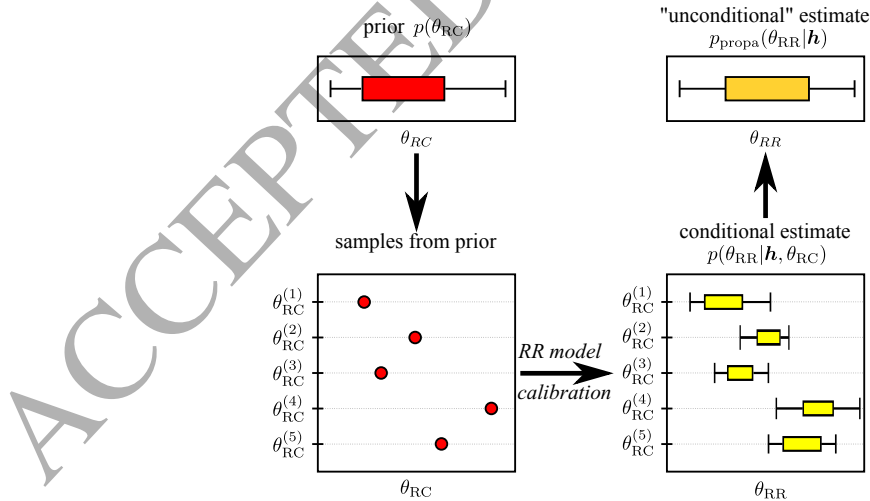 ACCEPTED
prior p(θ_RC)
θ_RC
samples from prior
θ_RC^(1)
θ_RC^(2)
θ_RC^(3)
θ_RC^(4)
θ_RC^(5)
θ_RC
RR model
calibration
"unconditional" estimate
p_propa(θ_RR|h)
θ_RR
conditional estimate
p(θ_RR|h, θ_RC)
θ_RC^(1)
θ_RC^(2)
θ_RC^(3)
θ_RC^(4)
θ_RC^(5)
θ_RR